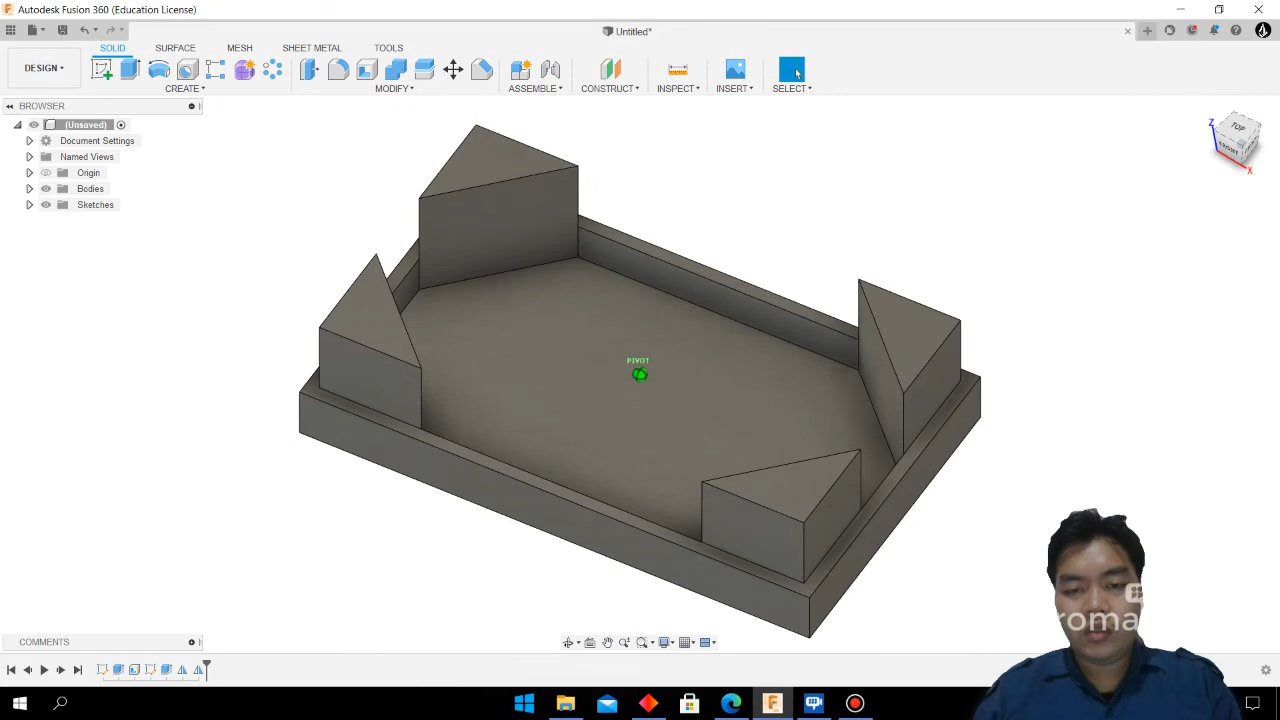 Autodesk Fusion 360 (Education License)
Untitled*
DESIGN
SOLID
SURFACE
MESH
SHEET METAL
TOOLS
CREATE
MODIFY
ASSEMBLE
CONSTRUCT
INSPECT
INSERT
SELECT
BROWSER
(Unsaved)
Document Settings
Named Views
Origin
Bodies
Sketches
TOP
FRONT
Z
X
PIVOT
COMMENTS